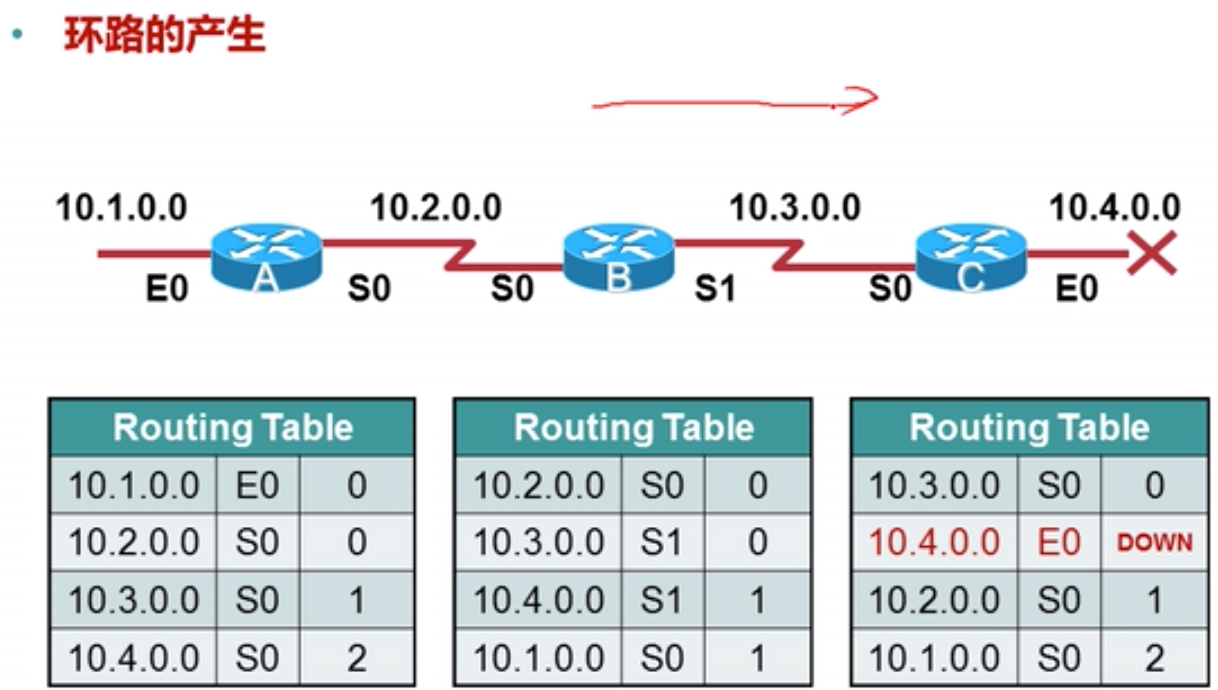 • 环路的产生
10.1.0.0 10.2.0.0 10.3.0.0 10.4.0.0
A B C
E0 S0 S0 S1 S0 E0
Routing Table
10.1.0.0 E0 0
10.2.0.0 S0 0
10.3.0.0 S0 1
10.4.0.0 S0 2
Routing Table
10.2.0.0 S0 0
10.3.0.0 S1 0
10.4.0.0 S1 1
10.1.0.0 S0 1
Routing Table
10.3.0.0 S0 0
10.4.0.0 E0 DOWN
10.2.0.0 S0 1
10.1.0.0 S0 2